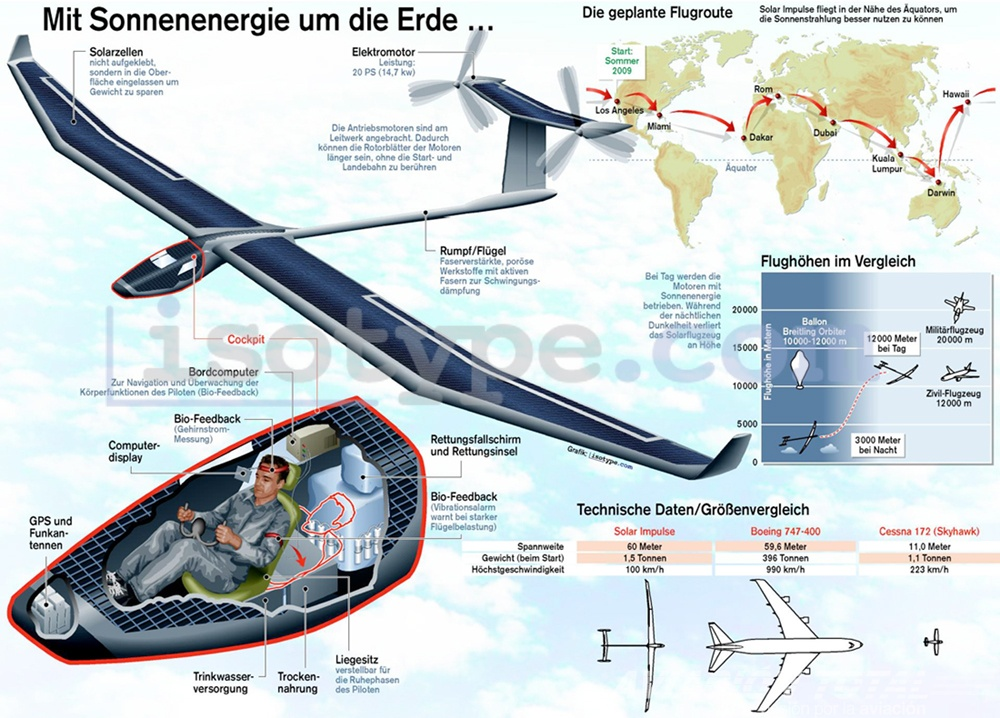 Mit Sonnenenergie um die Erde ...
Solarzellen
nicht aufgeklebt,
sondern in die Ober-
fläche eingelassen um
Gewicht zu sparen
Elektromotor
Leistung:
20 PS (14,7 kw)
Die Antriebsmotoren sind am
Leitwerk angebracht. Dadurch
können die Rotorblätter der Motoren
länger sein, ohne die Start- und
Landebahn zu berühren
Rumpf/Flügel
Faserverstärkte, poröse
Werkstoffe mit aktiven
Fasern zur Schwingungs-
dämpfung
Cockpit
Die geplante Flugroute
Solar Impulse fliegt in der Nähe des Äquators, um
die Sonnenstrahlung besser nutzen zu können
Start:
Sommer
2009
Los Angeles
Miami
Dakar
Rom
Dubai
Kuala
Lumpur
Darwin
Hawaii
Äquator
Bei Tag werden die
Motoren mit
Sonnenenergie
betrieben. Während
der nächtlichen
Dunkelheit verliert
das Solarflugzeug
an Höhe
Flughöhen im Vergleich
Flughöhe in Metern
20000
15000
10000
5000
0
Ballon
Breitling Orbiter
10000-12000 m
12000 Meter
bei Tag
3000 Meter
bei Nacht
Militärflugzeug
20000 m
Zivil-Flugzeug
12000 m
isotype.com
Grafik: isotype.com
Bordcomputer
Zur Navigation und Überwachung der
Körperfunktionen des Piloten (Bio-Feedback)
Bio-Feedback
(Gehirnstrom-
Messung)
Computer-
display
GPS und
Funkan-
tennen
Rettungsfallschirm
und Rettungsinsel
Bio-Feedback
(Vibrationsalarm
warnt bei starker
Flügelbelastung)
Trinkwasser-
versorgung
Trocken-
nahrung
Liegesitz
verstellbar für
die Ruhephasen
des Piloten
Technische Daten/Größenvergleich
Solar Impulse Boeing 747-400 Cessna 172 (Skyhawk)
Spannweite 60 Meter 59,6 Meter 11,0 Meter
Gewicht (beim Start) 1,5 Tonnen 396 Tonnen 1,1 Tonnen
Höchstgeschwindigkeit 100 km/h 990 km/h 223 km/h